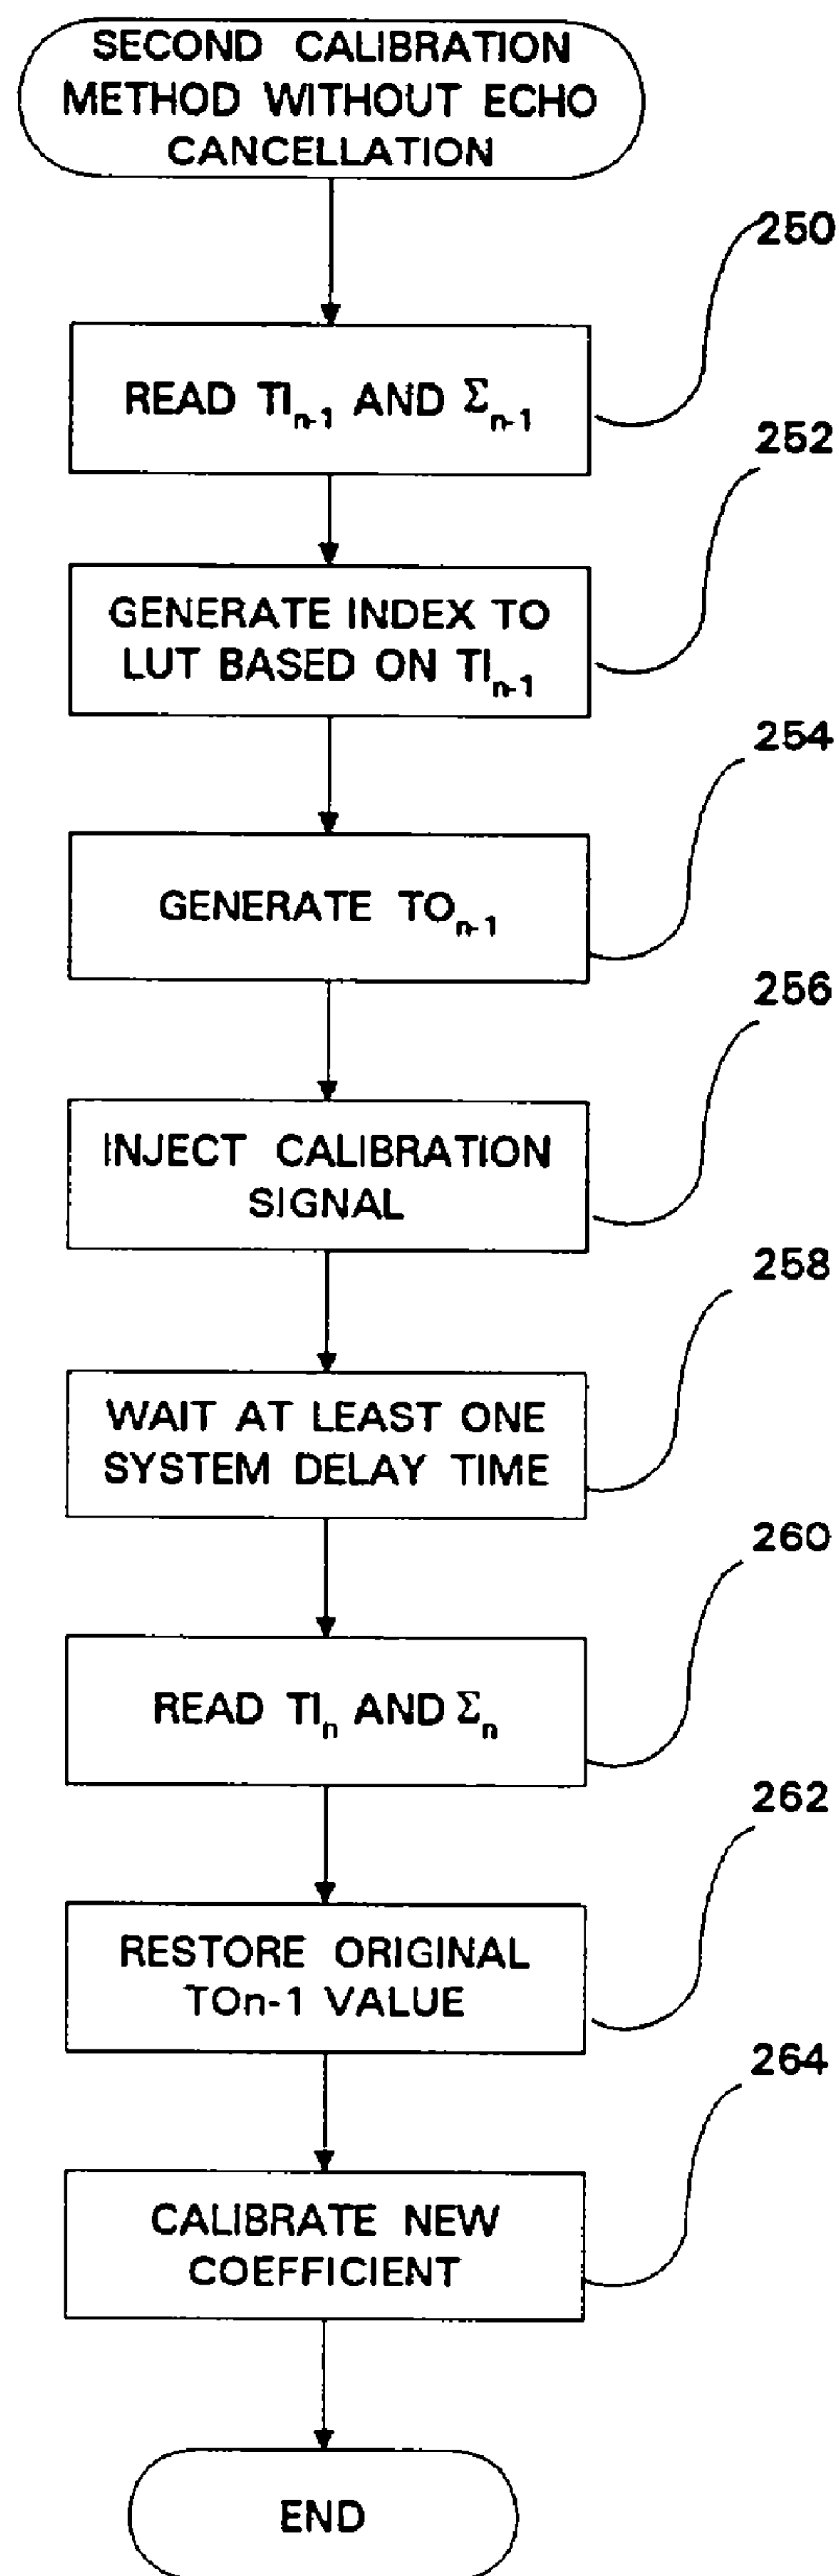 SECOND CALIBRATION
METHOD WITHOUT ECHO
CANCELLATION
250
READ TIn-1 AND Σn-1
252
GENERATE INDEX TO
LUT BASED ON TIn-1
254
GENERATE TOn-1
256
INJECT CALIBRATION
SIGNAL
258
WAIT AT LEAST ONE
SYSTEM DELAY TIME
260
READ TIn AND Σn
262
RESTORE ORIGINAL
TOn-1 VALUE
264
CALIBRATE NEW
COEFFICIENT
END